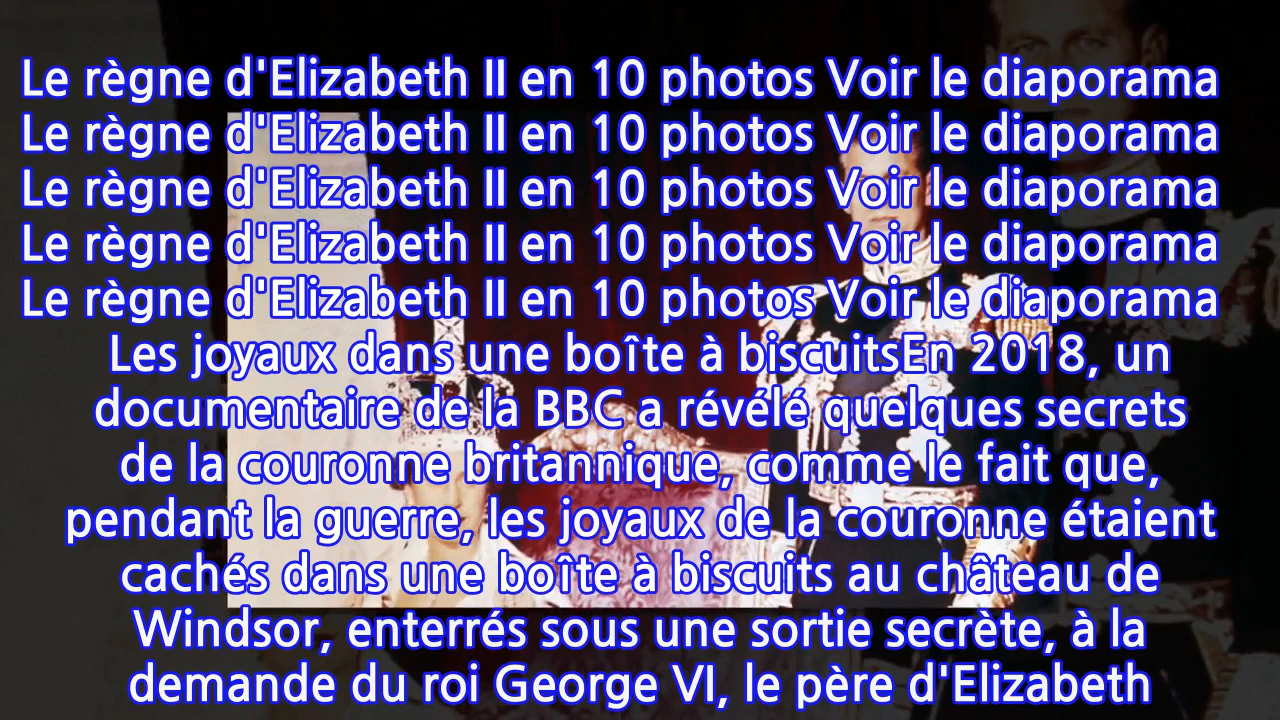 Le règne d'Elizabeth II en 10 photos Voir le diaporama
Le règne d'Elizabeth II en 10 photos Voir le diaporama
Le règne d'Elizabeth II en 10 photos Voir le diaporama
Le règne d'Elizabeth II en 10 photos Voir le diaporama
Le règne d'Elizabeth II en 10 photos Voir le diaporama
Les joyaux dans une boîte à biscuitsEn 2018, un
documentaire de la BBC a révélé quelques secrets
de la couronne britannique, comme le fait que,
pendant la guerre, les joyaux de la couronne étaient
cachés dans une boîte à biscuits au château de
Windsor, enterrés sous une sortie secrète, à la
demande du roi George VI, le père d'Elizabeth